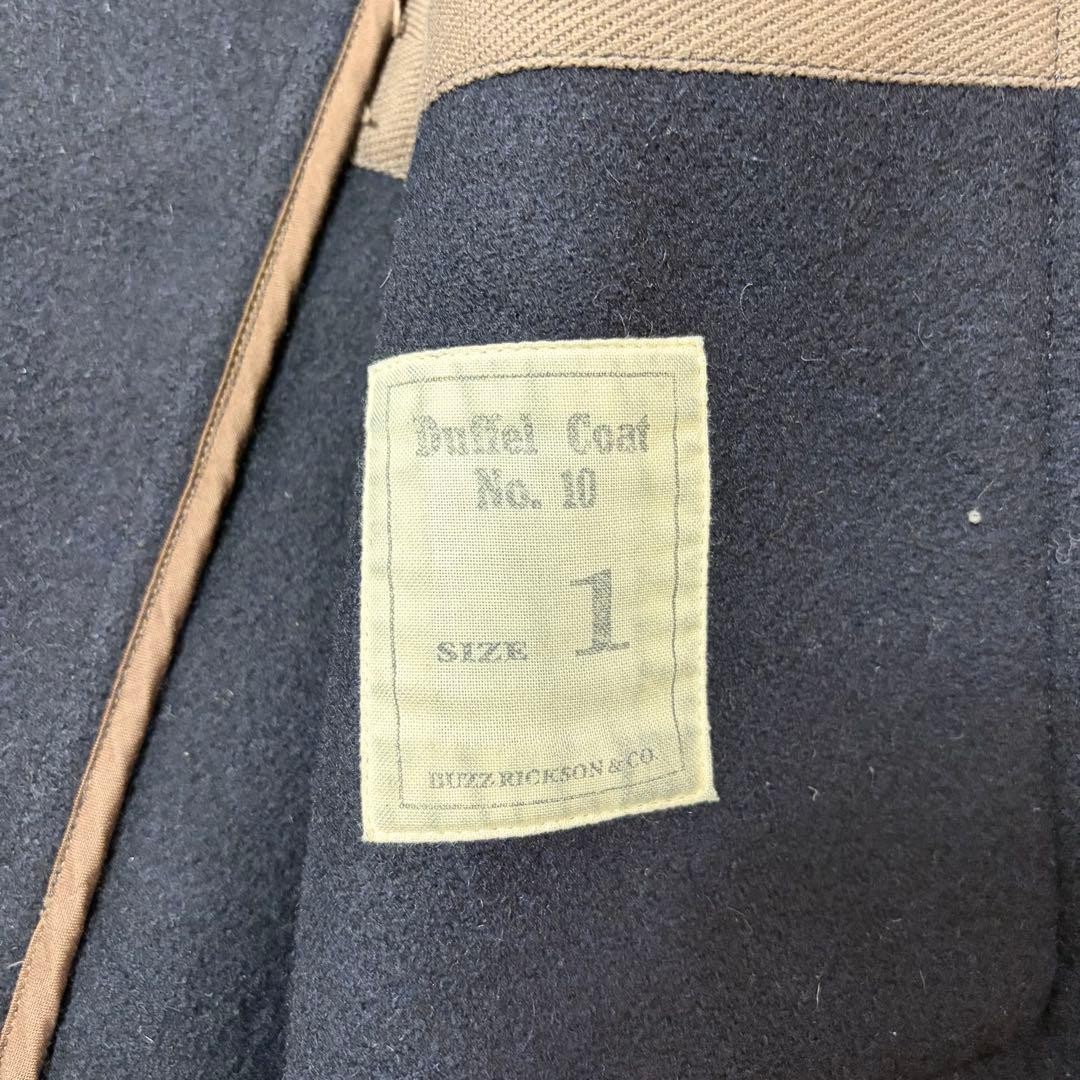 Duffel Coat
No. 10
SIZE 1
BUZZ RICKSON & CO.